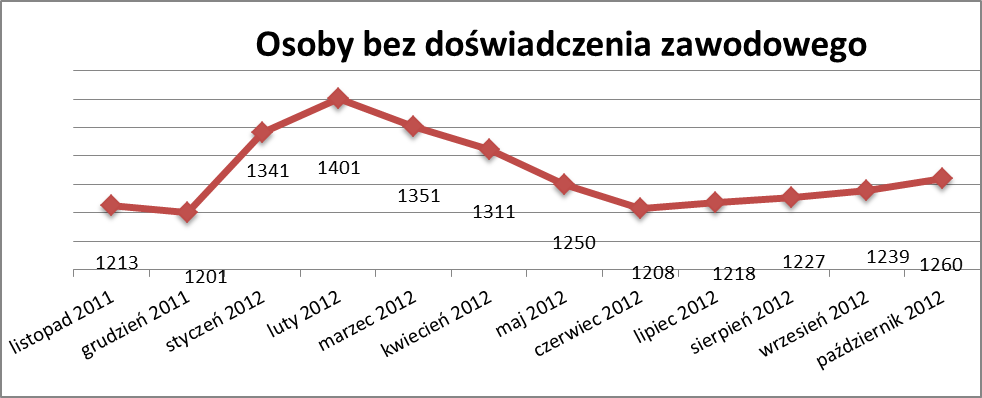 Osoby bez doświadczenia zawodowego
1213
1201
1341
1401
1351
1311
1250
1208
1218
1227
1239
1260
listopad 2011
grudzień 2011
styczeń 2012
luty 2012
marzec 2012
kwiecień 2012
maj 2012
czerwiec 2012
lipiec 2012
sierpień 2012
wrzesień 2012
październik 2012